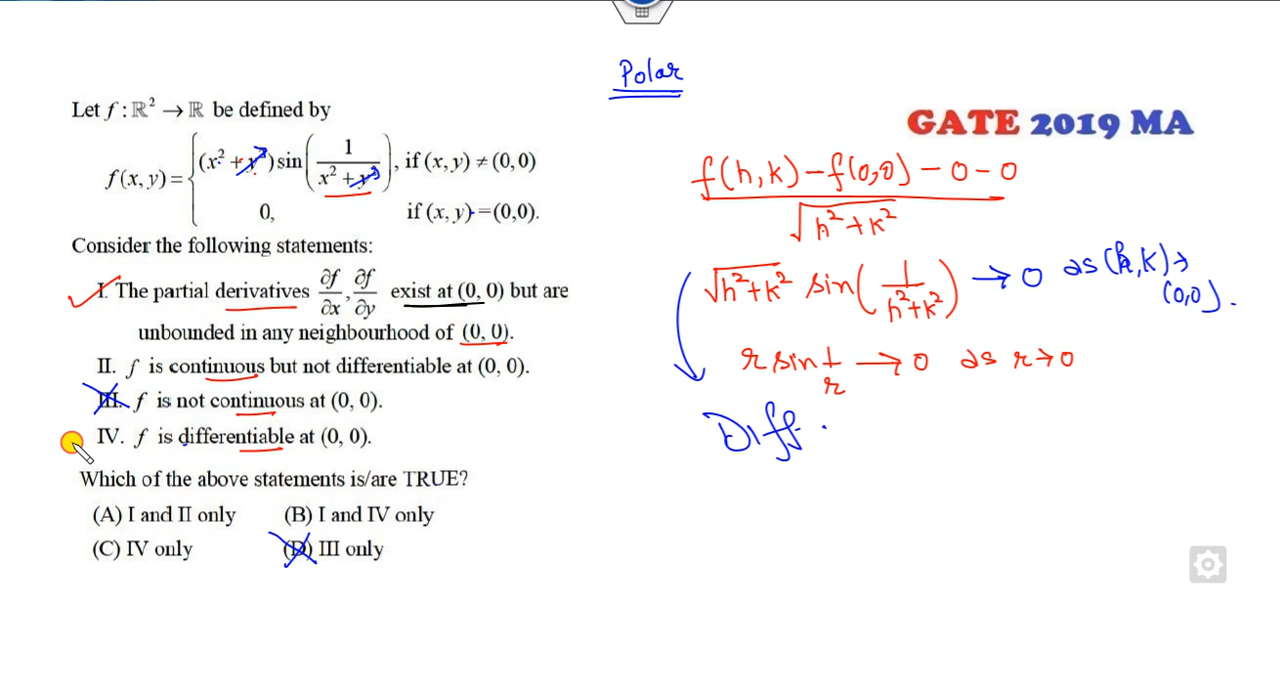 Polar
GATE 2019 MA
Let f : ℝ² → ℝ be defined by
f(x, y) = { (x² + y²) sin( 1 / (x² + y²) ), if (x, y) ≠ (0, 0)
0, if (x, y) = (0,0).
Consider the following statements:
I. The partial derivatives ∂f/∂x, ∂f/∂y exist at (0, 0) but are
unbounded in any neighbourhood of (0, 0).
II. f is continuous but not differentiable at (0, 0).
III. f is not continuous at (0, 0).
IV. f is differentiable at (0, 0).
Which of the above statements is/are TRUE?
(A) I and II only (B) I and IV only
(C) IV only (D) III only
f(h, k) - f(0, 0) - 0 - 0
√h² + k²
√h² + k² sin( 1 / h² + k² ) → 0 as (h, k) →
(0,0).
r sin 1/r → 0 as r → 0
Diff.